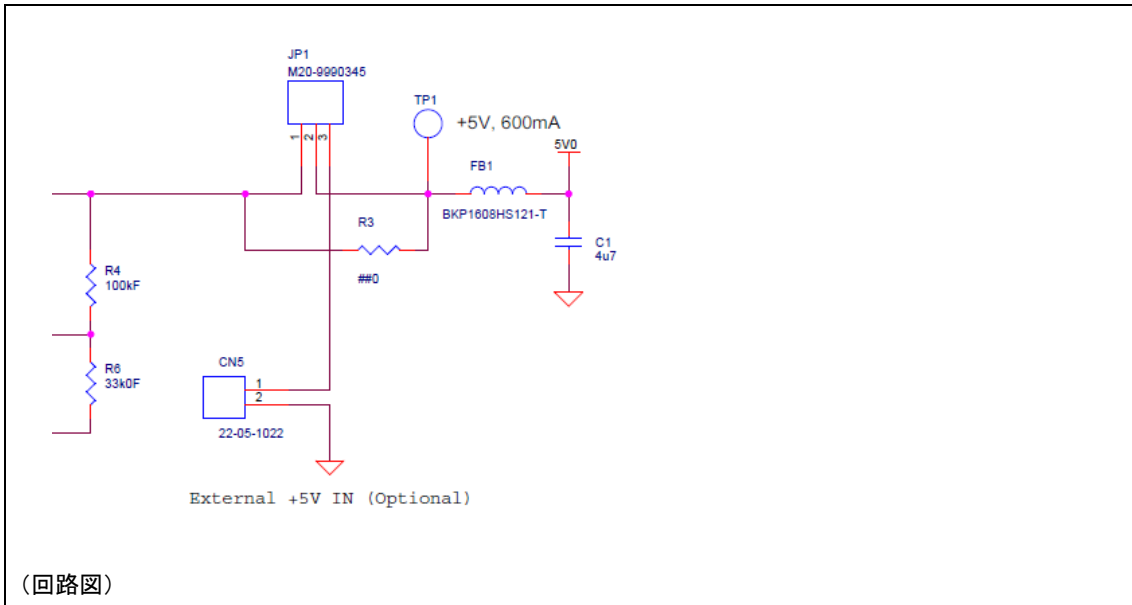 JP1
M20-9990345
1
2
3
TP1
+5V, 600mA
5V0
FB1
BKP1608HS121-T
R3
##0
C1
4u7
R4
100kF
R6
33k0F
CN5
1
2
22-05-1022
External +5V IN (Optional)
(回路図)